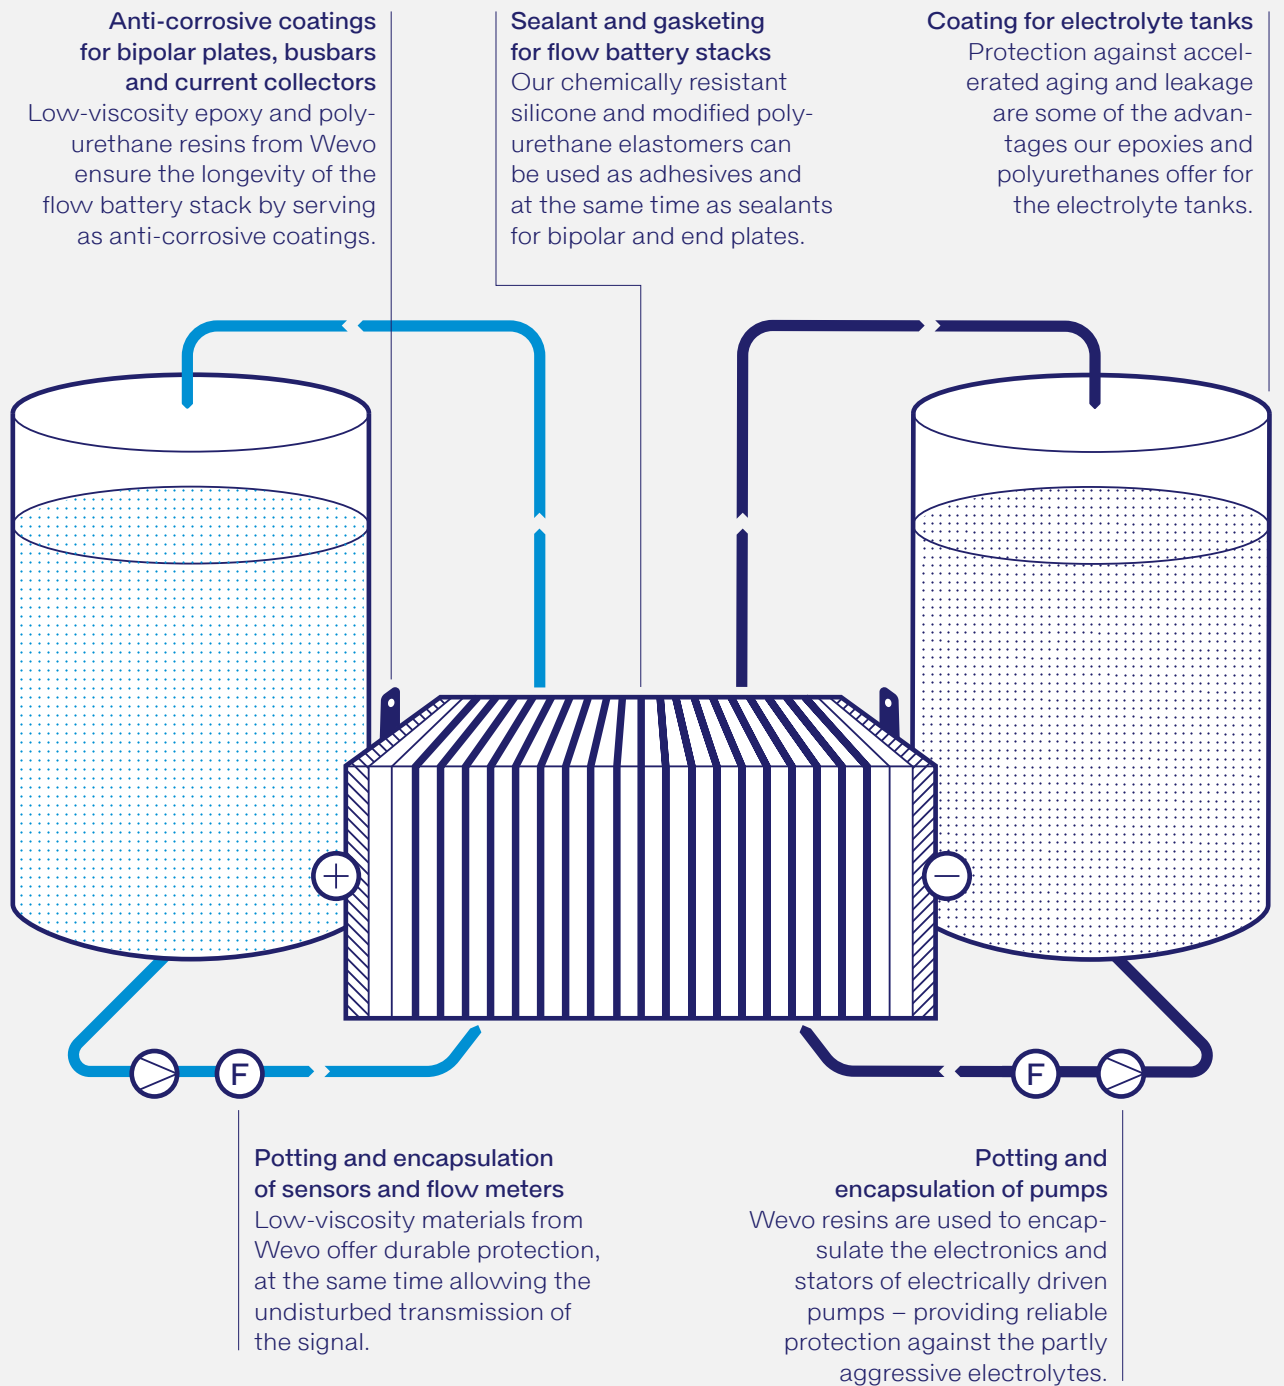 Anti-corrosive coatings
for bipolar plates, busbars
and current collectors
Low-viscosity epoxy and poly-
urethane resins from Wevo
ensure the longevity of the
flow battery stack by serving
as anti-corrosive coatings.
Sealant and gasketing
for flow battery stacks
Our chemically resistant
silicone and modified poly-
urethane elastomers can
be used as adhesives and
at the same time as sealants
for bipolar and end plates.
Coating for electrolyte tanks
Protection against accel-
erated aging and leakage
are some of the advan-
tages our epoxies and
polyurethanes offer for
the electrolyte tanks.
+
−
F
F
Potting and encapsulation
of sensors and flow meters
Low-viscosity materials from
Wevo offer durable protection,
at the same time allowing the
undisturbed transmission of
the signal.
Potting and
encapsulation of pumps
Wevo resins are used to encap-
sulate the electronics and
stators of electrically driven
pumps – providing reliable
protection against the partly
aggressive electrolytes.